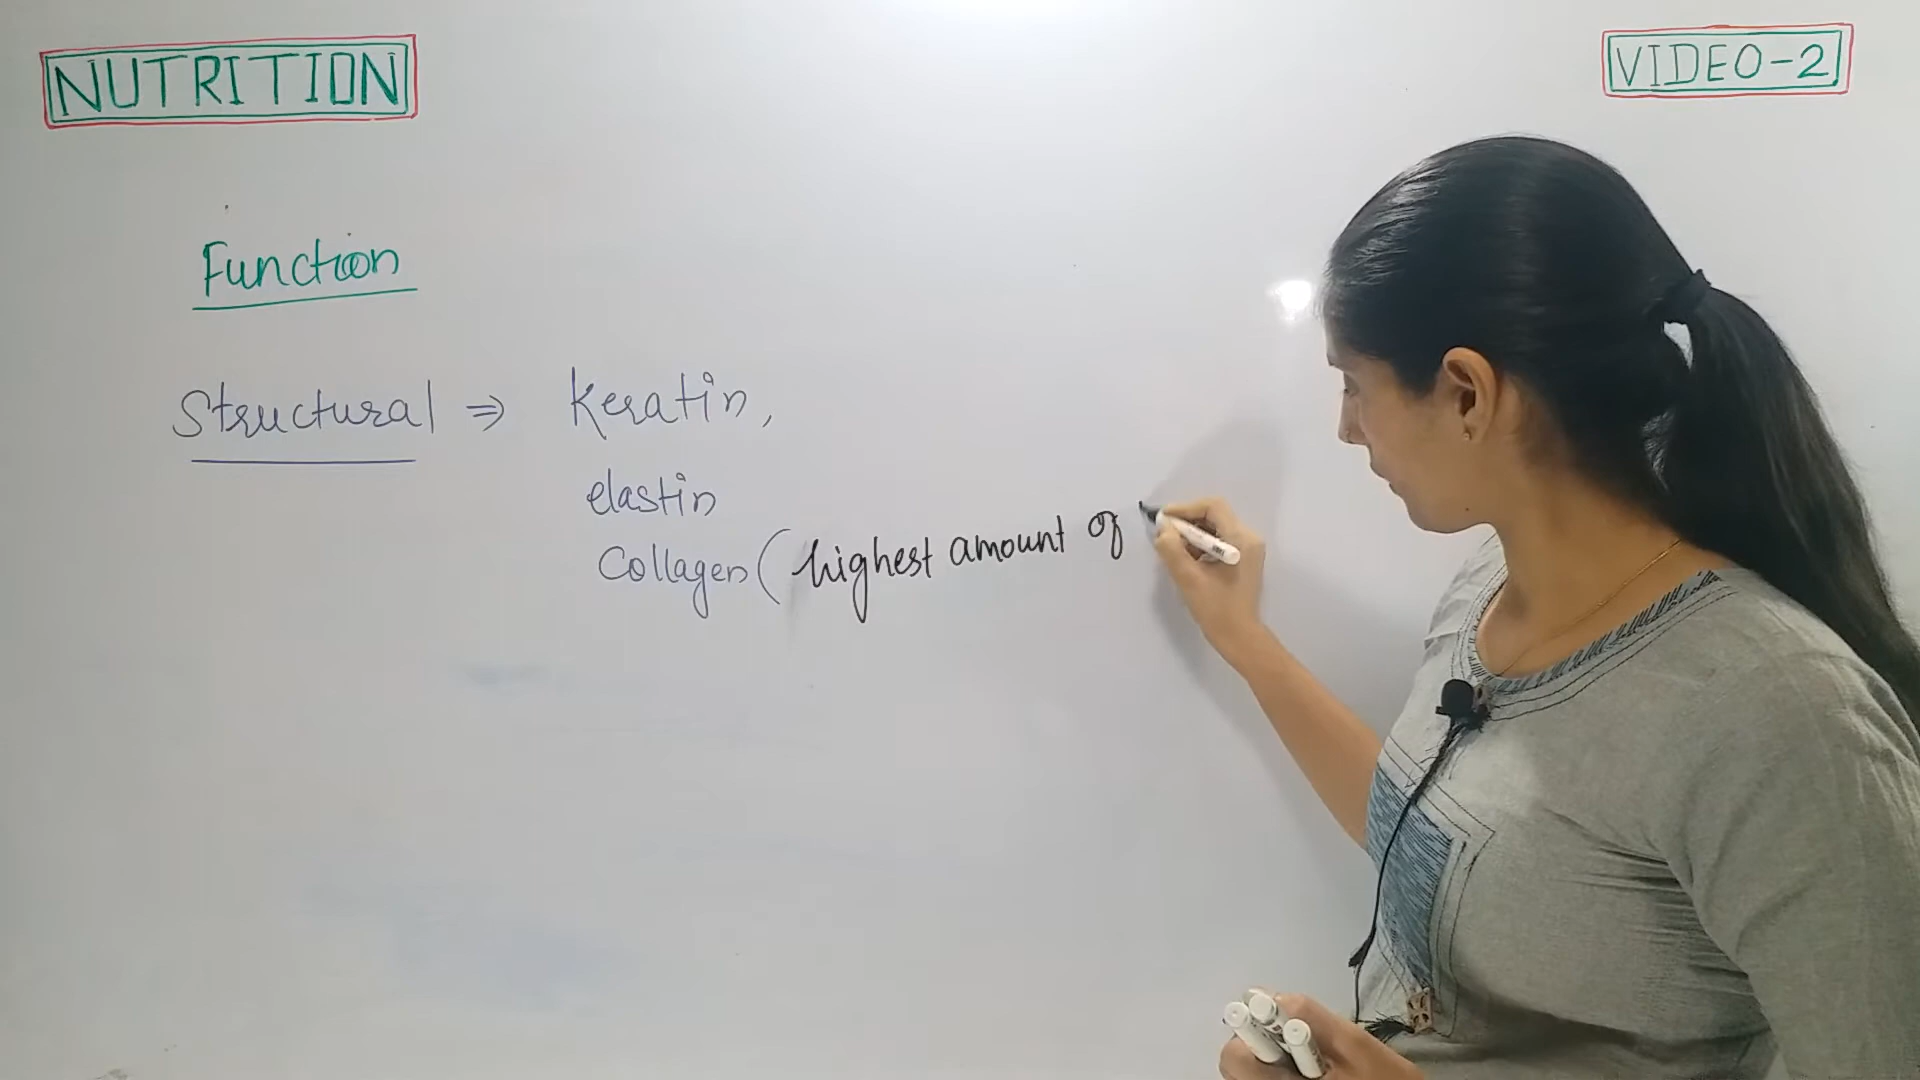 NUTRITION
VIDEO-2
Function
Structural ⇒ Keratin,
elastin
Collagen (highest amount of